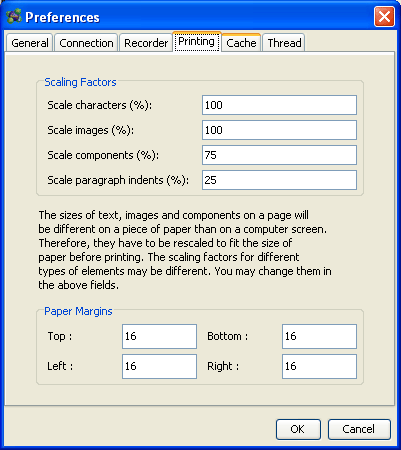 Preferences
General Connection Recorder Printing Cache Thread
Scaling Factors
Scale characters (%): 100
Scale images (%): 100
Scale components (%): 75
Scale paragraph indents (%): 25
The sizes of text, images and components on a page will
be different on a piece of paper than on a computer screen.
Therefore, they have to be rescaled to fit the size of
paper before printing. The scaling factors for different
types of elements may be different. You may change them in
the above fields.
Paper Margins
Top : 16 Bottom : 16
Left : 16 Right : 16
OK Cancel